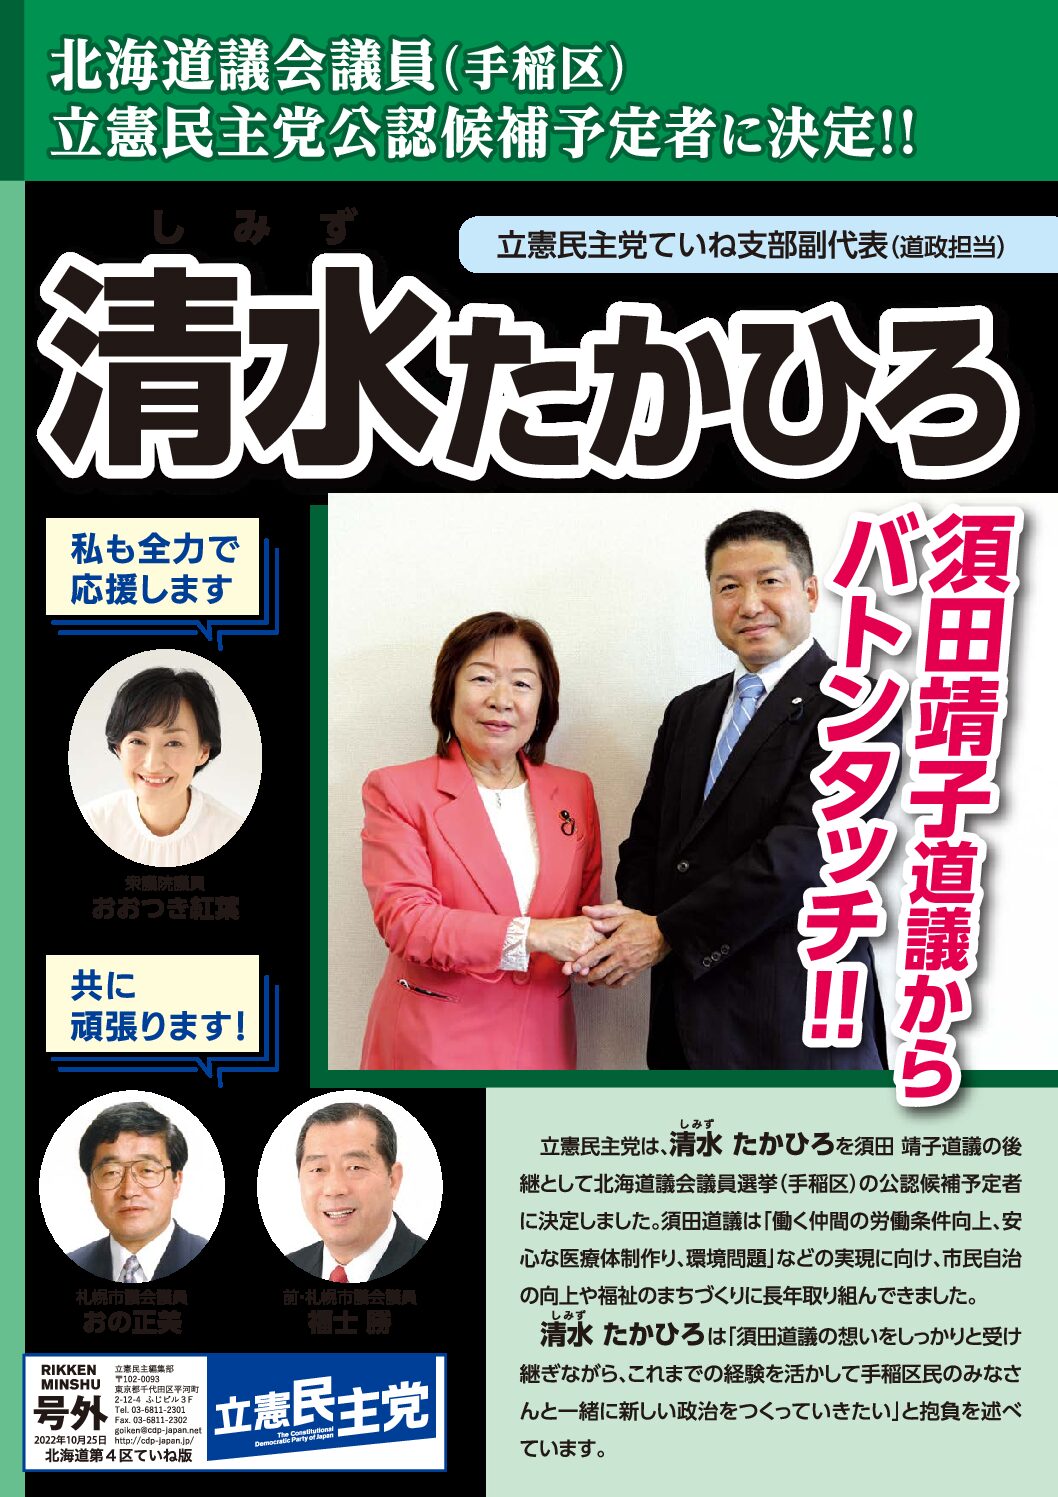 北海道議会議員（手稲区）
立憲民主党公認候補予定者に決定!!
しみず
立憲民主党ていね支部副代表（道政担当）
清水たかひろ
私も全力で
応援します
衆議院議員
おおつき紅葉
須田靖子道議から
バトンタッチ!!
共に
頑張ります！
札幌市議会議員
おの正美
前・札幌市議会議員
福士 勝
立憲民主党は、清水 たかひろを須田 靖子道議の後
しみず
継として北海道議会議員選挙（手稲区）の公認候補予定者
に決定しました。須田道議は「働く仲間の労働条件向上、安
心な医療体制作り、環境問題」などの実現に向け、市民自治
の向上や福祉のまちづくりに長年取り組んできました。
しみず
清水 たかひろは「須田道議の想いをしっかりと受け
継ぎながら、これまでの経験を活かして手稲区民のみなさ
んと一緒に新しい政治をつくっていきたい」と抱負を述べ
ています。
RIKKEN
MINSHU
号外
2022年10月25日
立憲民主編集部
〒102-0093
東京都千代田区平河町
2-12-4 ふじビル3F
Tel. 03-6811-2301
Fax. 03-6811-2302
goiken@cdp-japan.net
http://cdp-japan.jp/
北海道第4区ていね版
立憲民主党
The Constitutional
Democratic Party of Japan